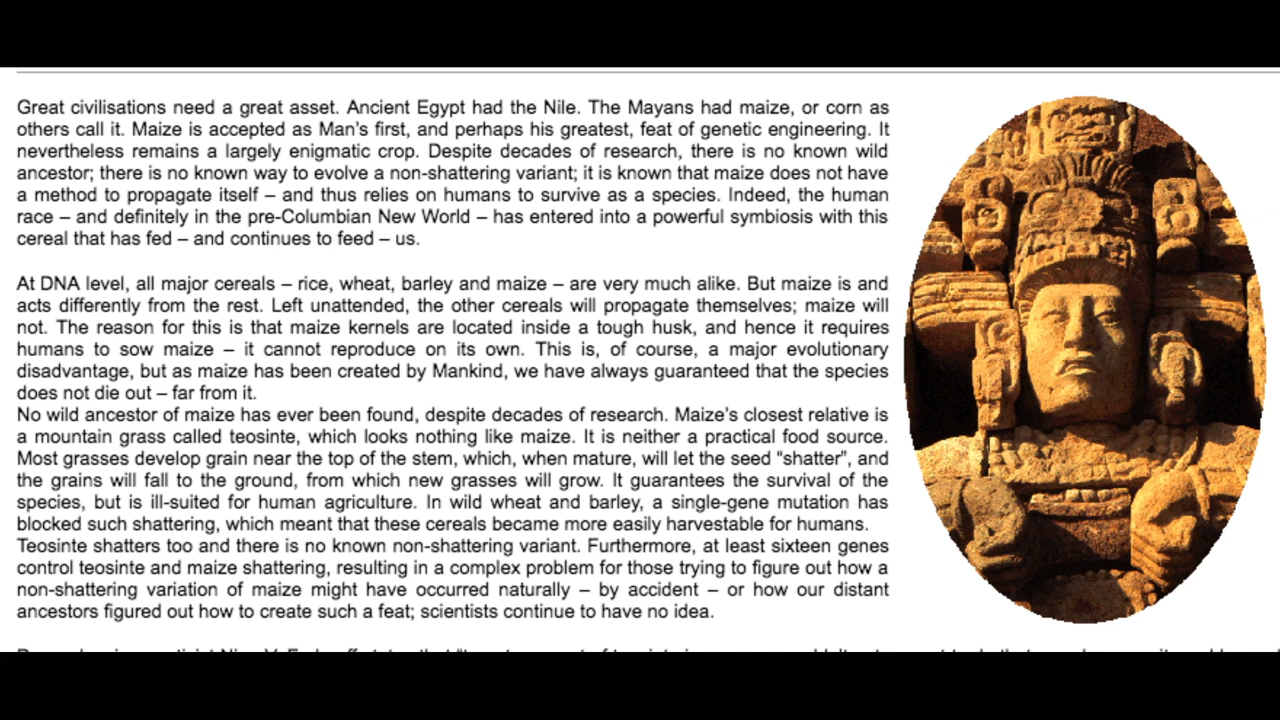 Great civilisations need a great asset. Ancient Egypt had the Nile. The Mayans had maize, or corn as
others call it. Maize is accepted as Man's first, and perhaps his greatest, feat of genetic engineering. It
nevertheless remains a largely enigmatic crop. Despite decades of research, there is no known wild
ancestor; there is no known way to evolve a non-shattering variant; it is known that maize does not have
a method to propagate itself – and thus relies on humans to survive as a species. Indeed, the human
race – and definitely in the pre-Columbian New World – has entered into a powerful symbiosis with this
cereal that has fed – and continues to feed – us.
At DNA level, all major cereals – rice, wheat, barley and maize – are very much alike. But maize is and
acts differently from the rest. Left unattended, the other cereals will propagate themselves; maize will
not. The reason for this is that maize kernels are located inside a tough husk, and hence it requires
humans to sow maize – it cannot reproduce on its own. This is, of course, a major evolutionary
disadvantage, but as maize has been created by Mankind, we have always guaranteed that the species
does not die out – far from it.
No wild ancestor of maize has ever been found, despite decades of research. Maize's closest relative is
a mountain grass called teosinte, which looks nothing like maize. It is neither a practical food source.
Most grasses develop grain near the top of the stem, which, when mature, will let the seed “shatter”, and
the grains will fall to the ground, from which new grasses will grow. It guarantees the survival of the
species, but is ill-suited for human agriculture. In wild wheat and barley, a single-gene mutation has
blocked such shattering, which meant that these cereals became more easily harvestable for humans.
Teosinte shatters too and there is no known non-shattering variant. Furthermore, at least sixteen genes
control teosinte and maize shattering, resulting in a complex problem for those trying to figure out how a
non-shattering variation of maize might have occurred naturally – by accident – or how our distant
ancestors figured out how to create such a feat; scientists continue to have no idea.